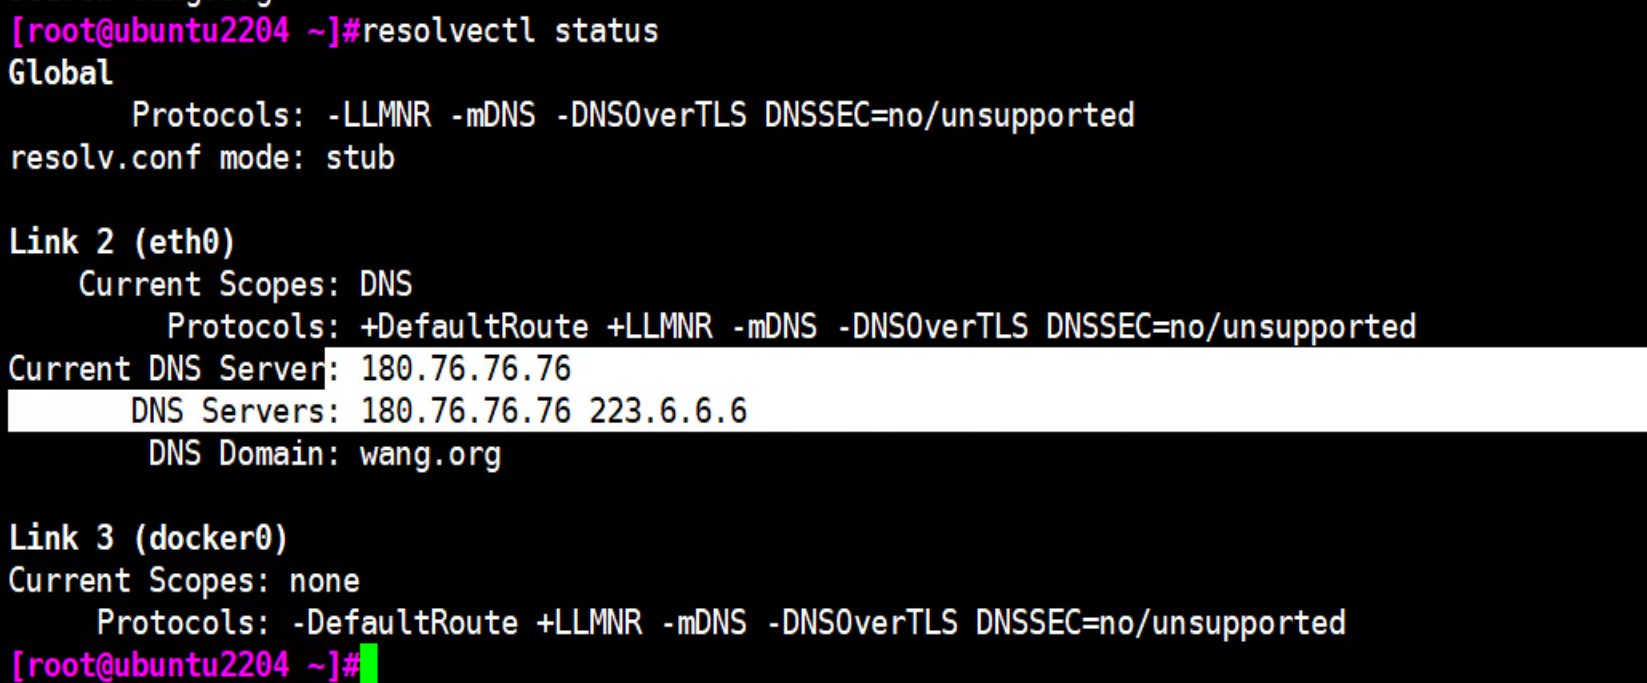 [root@ubuntu2204 ~]#resolvectl status
Global
Protocols: -LLMNR -mDNS -DNSOverTLS DNSSEC=no/unsupported
resolv.conf mode: stub
Link 2 (eth0)
Current Scopes: DNS
Protocols: +DefaultRoute +LLMNR -mDNS -DNSOverTLS DNSSEC=no/unsupported
Current DNS Server: 180.76.76.76
DNS Servers: 180.76.76.76 223.6.6.6
DNS Domain: wang.org
Link 3 (docker0)
Current Scopes: none
Protocols: -DefaultRoute +LLMNR -mDNS -DNSOverTLS DNSSEC=no/unsupported
[root@ubuntu2204 ~]#